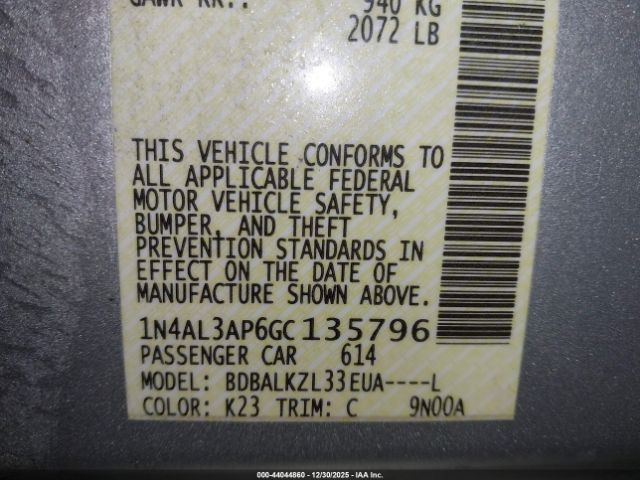 GAWR RR.: 940 KG
2072 LB
THIS VEHICLE CONFORMS TO
ALL APPLICABLE FEDERAL
MOTOR VEHICLE SAFETY,
BUMPER, AND THEFT
PREVENTION STANDARDS IN
EFFECT ON THE DATE OF
MANUFACTURE SHOWN ABOVE.
1N4AL3AP6GC135796
PASSENGER CAR 614
MODEL: BDBALKZL33EUA----L
COLOR: K23 TRIM: C 9N00A
000-44044860 - 12/30/2025 - IAA Inc.